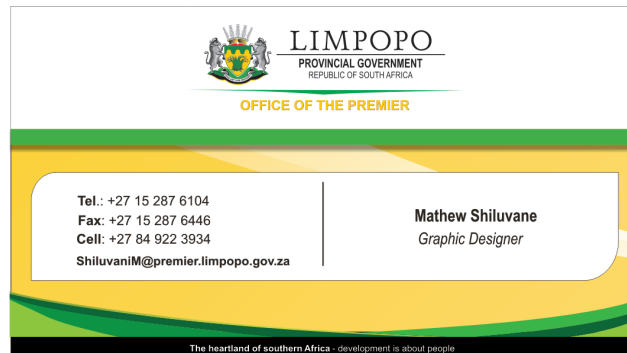 LIMPOPO
PROVINCIAL GOVERNMENT
REPUBLIC OF SOUTH AFRICA
OFFICE OF THE PREMIER
Tel.: +27 15 287 6104
Fax: +27 15 287 6446
Cell: +27 84 922 3934
ShiluvaniM@premier.limpopo.gov.za
Mathew Shiluvane
Graphic Designer
The heartland of southern Africa - development is about people